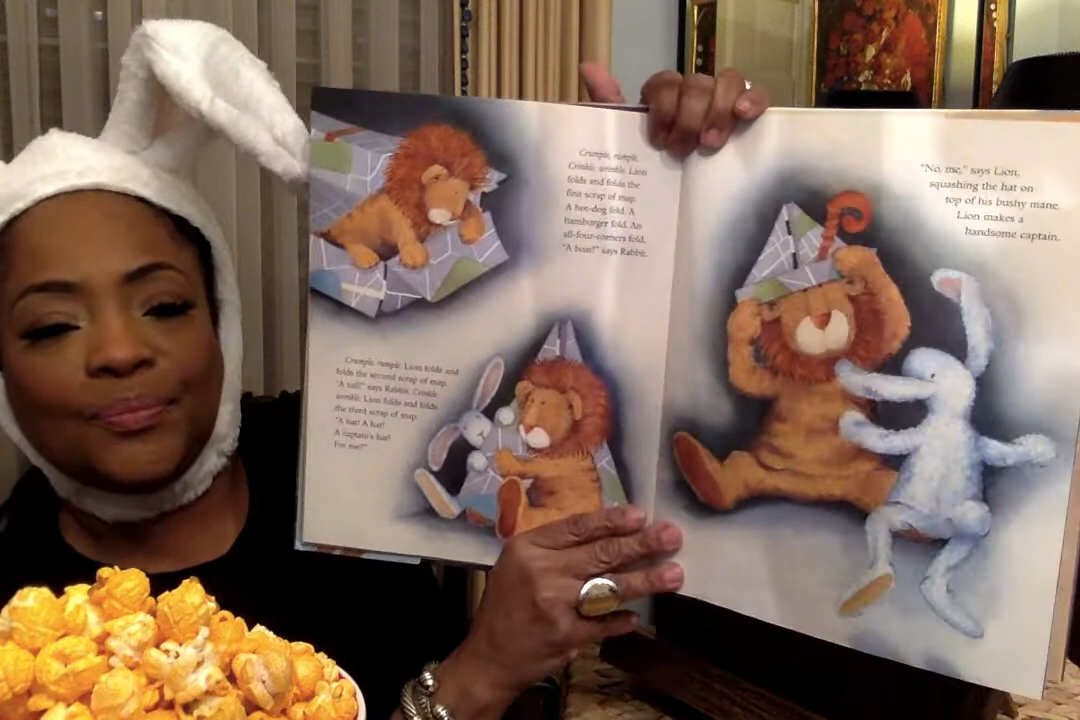 Crumple, rumple.
Crinkle, wrinkle. Lion
folds and folds the
first scrap of map.
A hot-dog fold. A
hamburger fold. An
all-four-corners fold.
"A boat!" says Rabbit.
Crumple, rumple. Lion folds and
folds the second scrap of map.
"A sail!" says Rabbit. Crinkle,
wrinkle. Lion folds and folds
the third scrap of map.
"A hat! A hat!
A captain's hat!
For me?"
"No, me," says Lion,
squashing the hat on
top of his bushy mane.
Lion makes a
handsome captain.